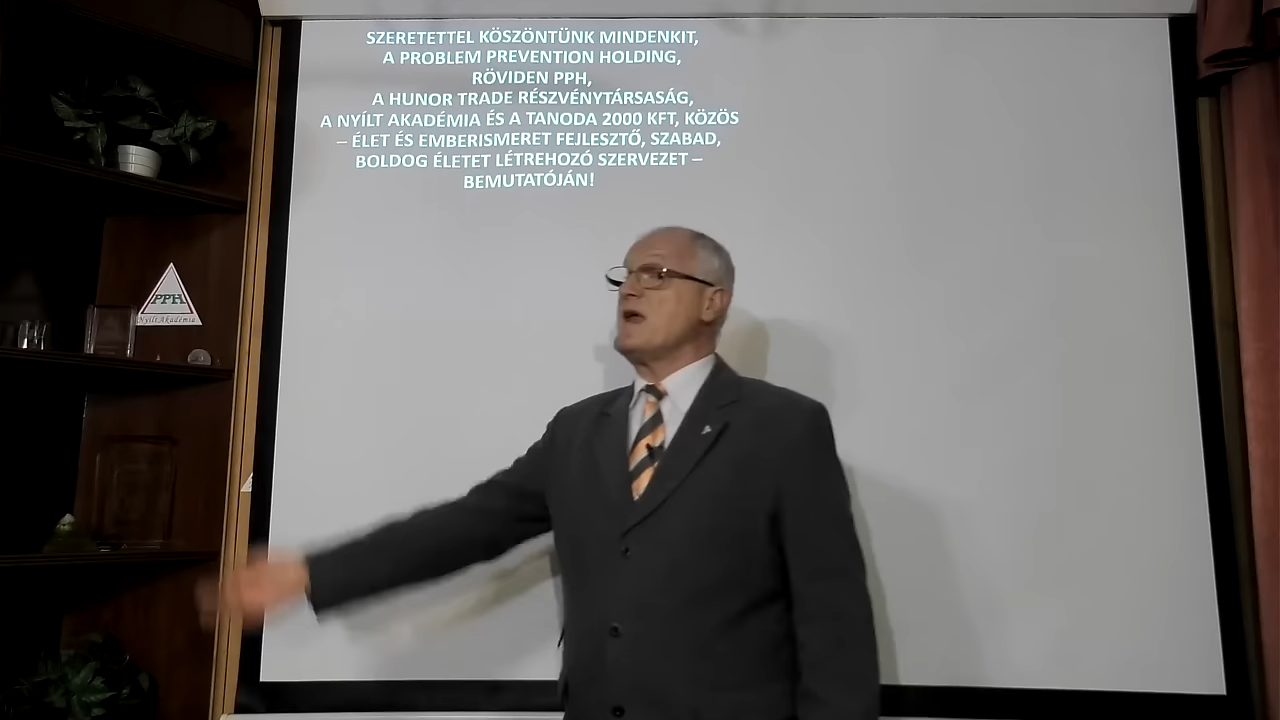 SZERETETTEL KÖSZÖNTÜNK MINDENKIT,
A PROBLEM PREVENTION HOLDING,
RÖVIDEN PPH,
A HUNOR TRADE RÉSZVÉNYTÁRSASÁG,
A NYÍLT AKADÉMIA ÉS A TANODA 2000 KFT, KÖZÖS
– ÉLET ÉS EMBERISMERET FEJLESZTŐ, SZABAD,
BOLDOG ÉLETET LÉTREHOZÓ SZERVEZET –
BEMUTATÓJÁN!
PPH
Nyílt Akadémia